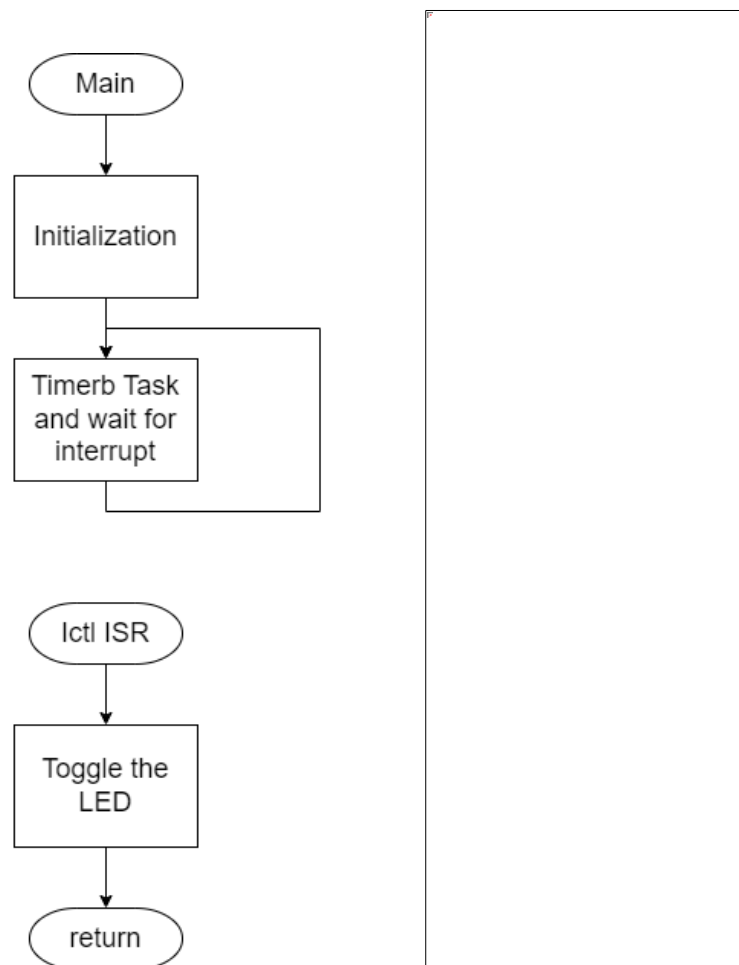 Main
Initialization
Timerb Task
and wait for
interrupt
Ictl ISR
Toggle the
LED
return